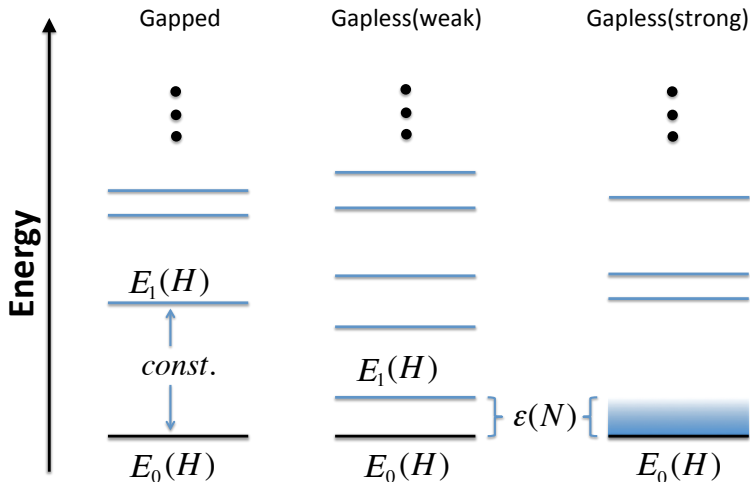 Gapped
Gapless(weak)
Gapless(strong)
Energy
E₁(H)
const.
E₀(H)
E₁(H)
E₀(H)
ε(N)
E₀(H)